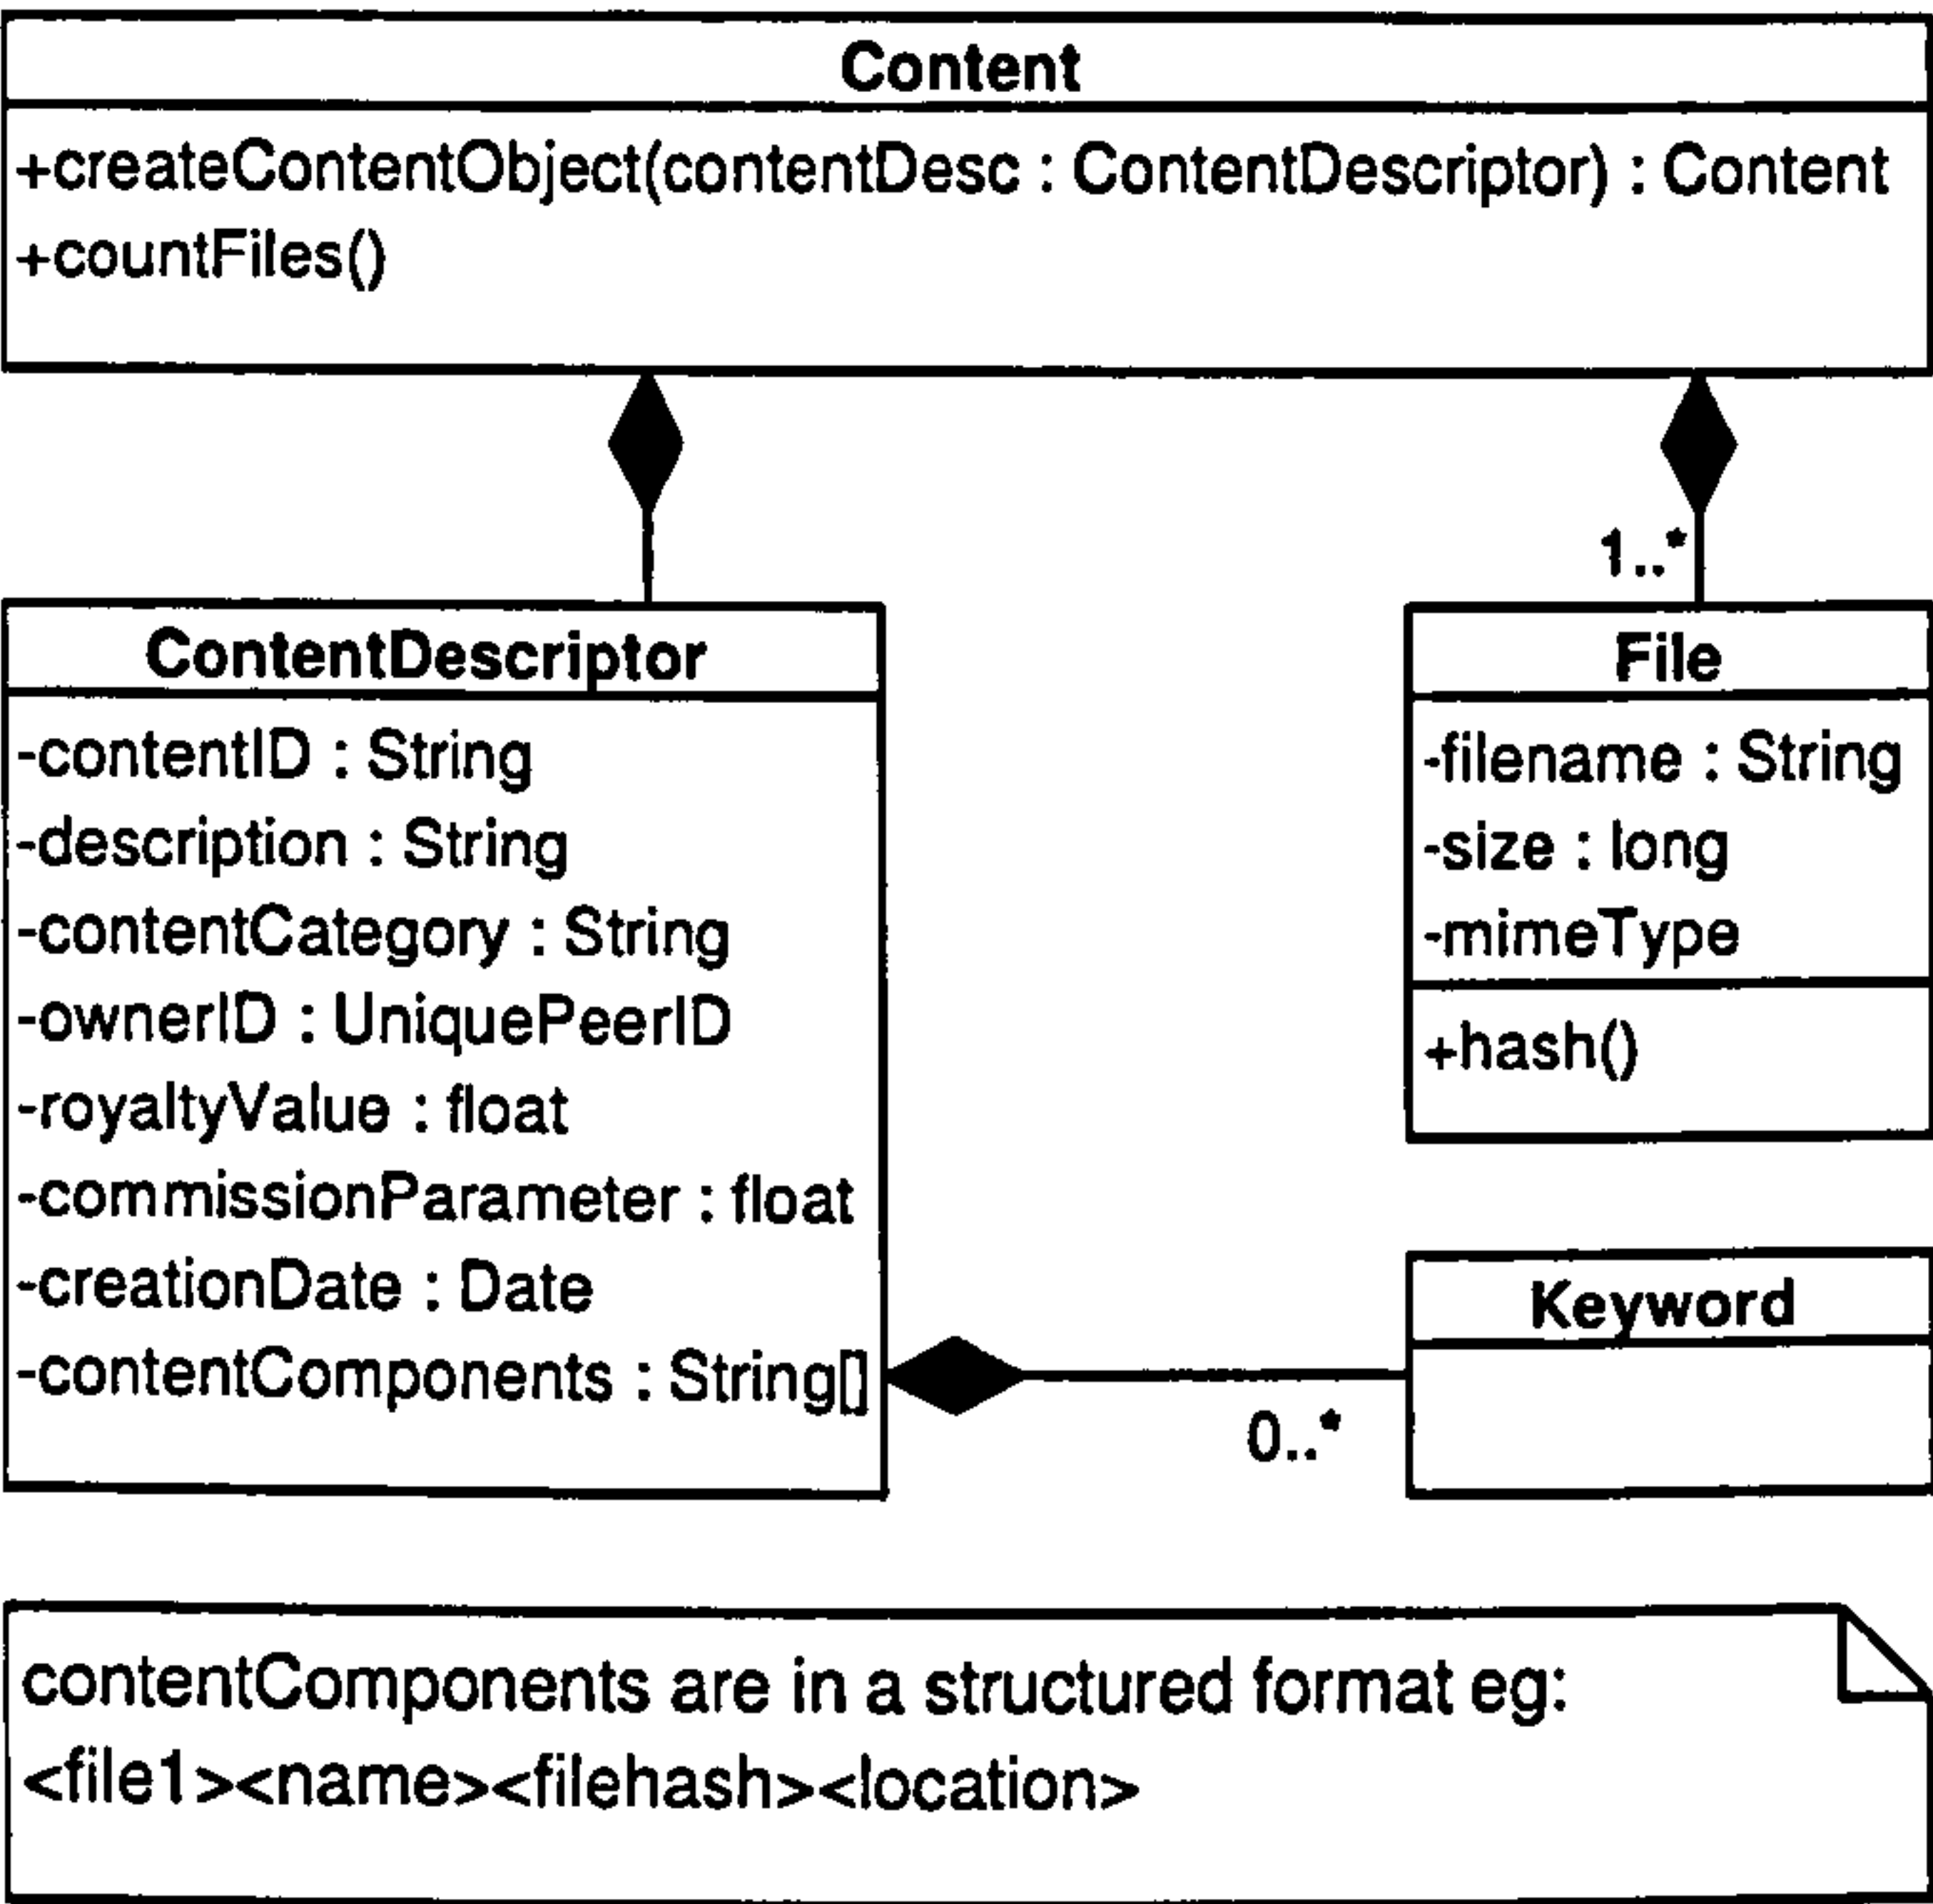 Content
+createContentObject(contentDesc : ContentDescriptor) : Content
+countFiles()
1..*
ContentDescriptor
-contentID : String
-description : String
-contentCategory : String
-ownerID : UniquePeerID
-royaltyValue : float
-commissionParameter : float
-creationDate : Date
-contentComponents : String[]
File
-filename : String
-size : long
-mimeType
+hash()
0..*
Keyword
contentComponents are in a structured format eg:
<file1><name><filehash><location>